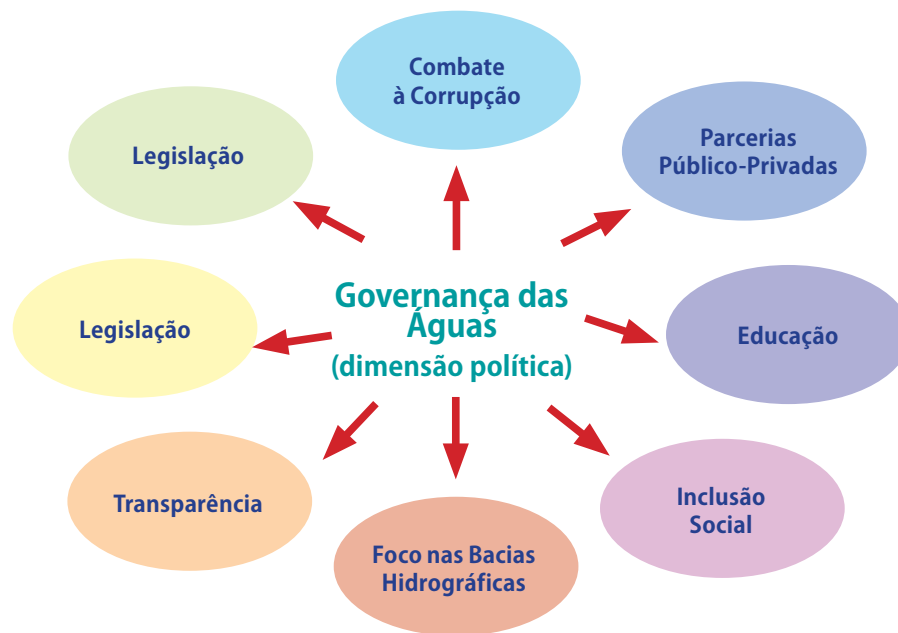 Combate
à Corrupção
Legislação
Parcerias
Público-Privadas
Governança das
Águas
(dimensão política)
Legislação
Educação
Transparência
Inclusão
Social
Foco nas Bacias
Hidrográficas